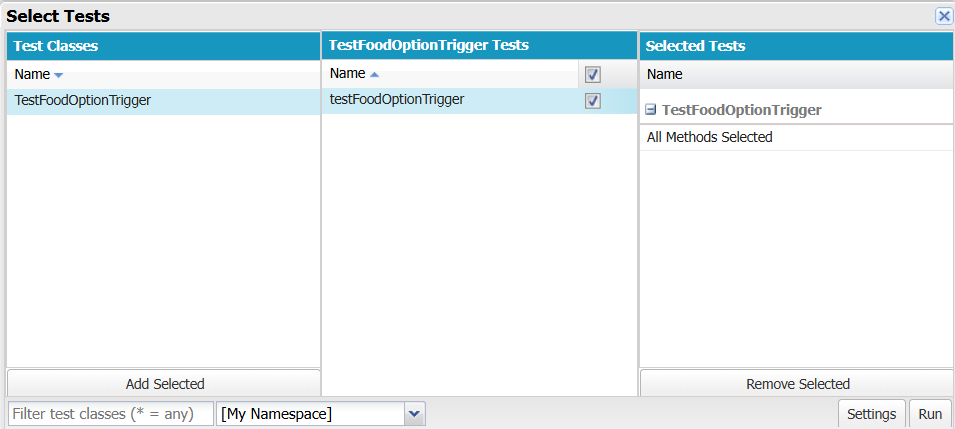 Select Tests
Test Classes
TestFoodOptionTrigger Tests
Selected Tests
Name
Name
Name
TestFoodOptionTrigger
testFoodOptionTrigger
TestFoodOptionTrigger
All Methods Selected
Add Selected
Remove Selected
Filter test classes (* = any)
[My Namespace]
Settings
Run